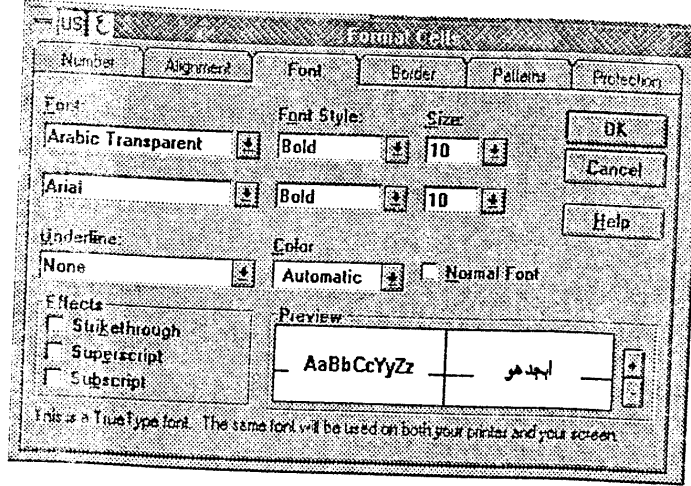 US ع Format Cells
Number Alignment Font Border Patterns Protection
Font: Font Style: Size:
Arabic Transparent Bold 10 OK
Cancel
Arial Bold 10
Help
Underline: Color
None Automatic Normal Font
Effects Preview
Strikethrough
Superscript
Subscript
AaBbCcYyZz ابجدهو
+
-
This is a TrueType font. The same font will be used on both your printer and your screen.